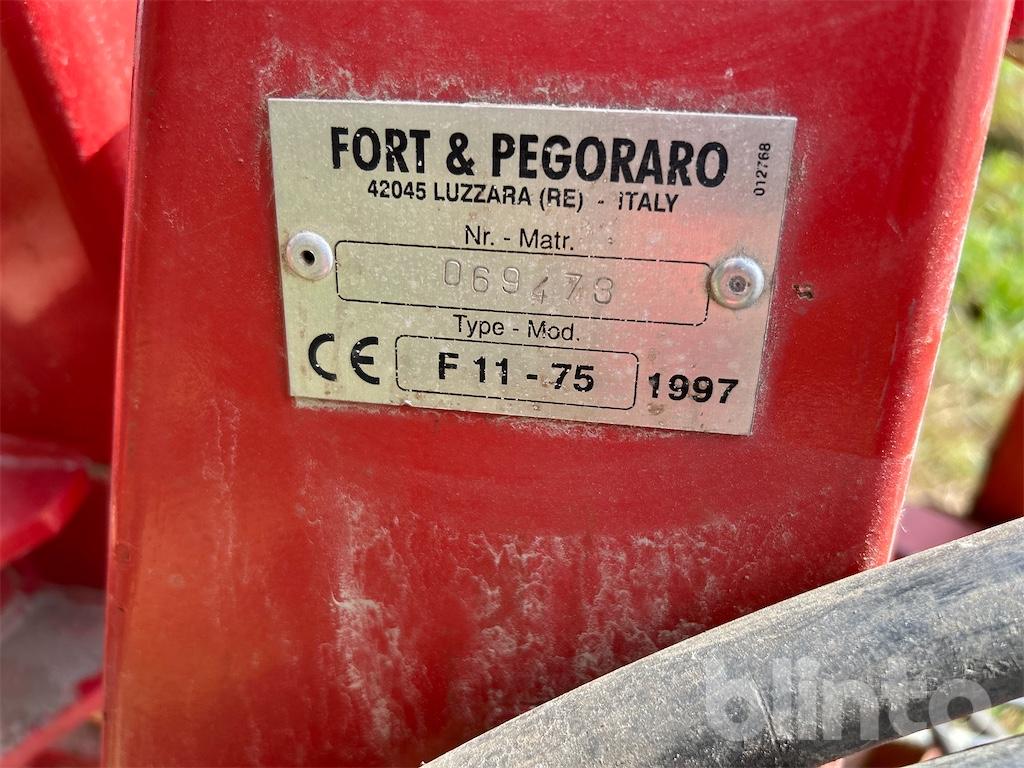 FORT & PEGORARO
42045 LUZZARA (RE) - ITALY
012768
Nr. - Matr.
069473
Type - Mod.
CE F 11 - 75 1997
blinto